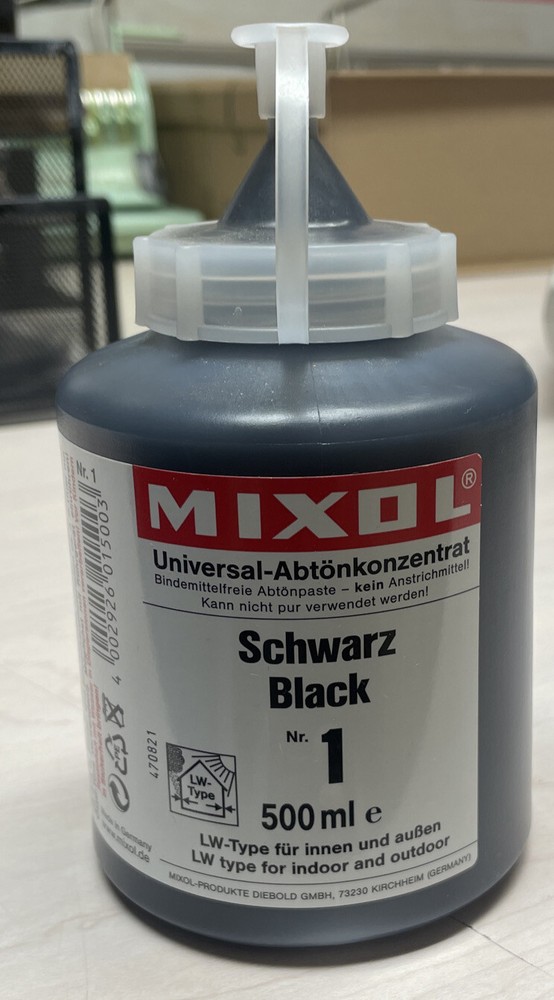 MIXOL®
Universal-Abtönkonzentrat
Bindemittelfreie Abtönpaste – kein Anstrichmittel!
Kann nicht pur verwendet werden!
Schwarz
Black
Nr. 1
500 ml e
LW-Type für innen und außen
LW type for indoor and outdoor
MIXOL-PRODUKTE DIEBOLD GMBH, 73230 KIRCHHEIM (GERMANY)
LW-
Type
470821
Nr. 1
4 002926 015003
Made in Germany
www.mixol.de